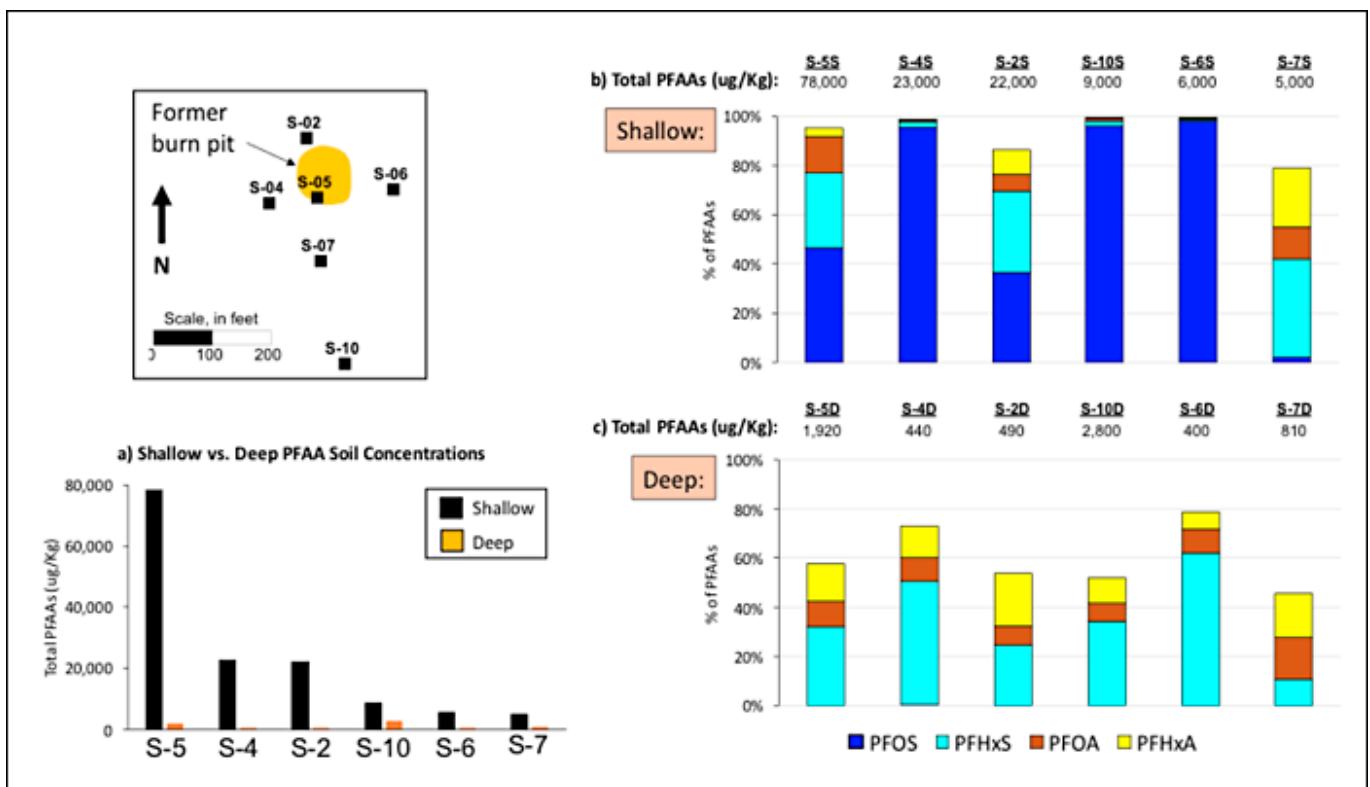 Former
burn pit
S-02
S-04
S-05
S-06
S-07
N
Scale, in feet
0 100 200
S-10
a) Shallow vs. Deep PFAA Soil Concentrations
Total PFAAs (ug/Kg)
80,000
60,000
40,000
20,000
0
Shallow
Deep
S-5 S-4 S-2 S-10 S-6 S-7
S-5S S-4S S-2S S-10S S-6S S-7S
b) Total PFAAs (ug/Kg): 78,000 23,000 22,000 9,000 6,000 5,000
Shallow:
% of PFAAs
100%
80%
60%
40%
20%
0%
S-5D S-4D S-2D S-10D S-6D S-7D
c) Total PFAAs (ug/Kg): 1,920 440 490 2,800 400 810
Deep:
% of PFAAs
100%
80%
60%
40%
20%
0%
PFOS PFHxS PFOA PFHxA